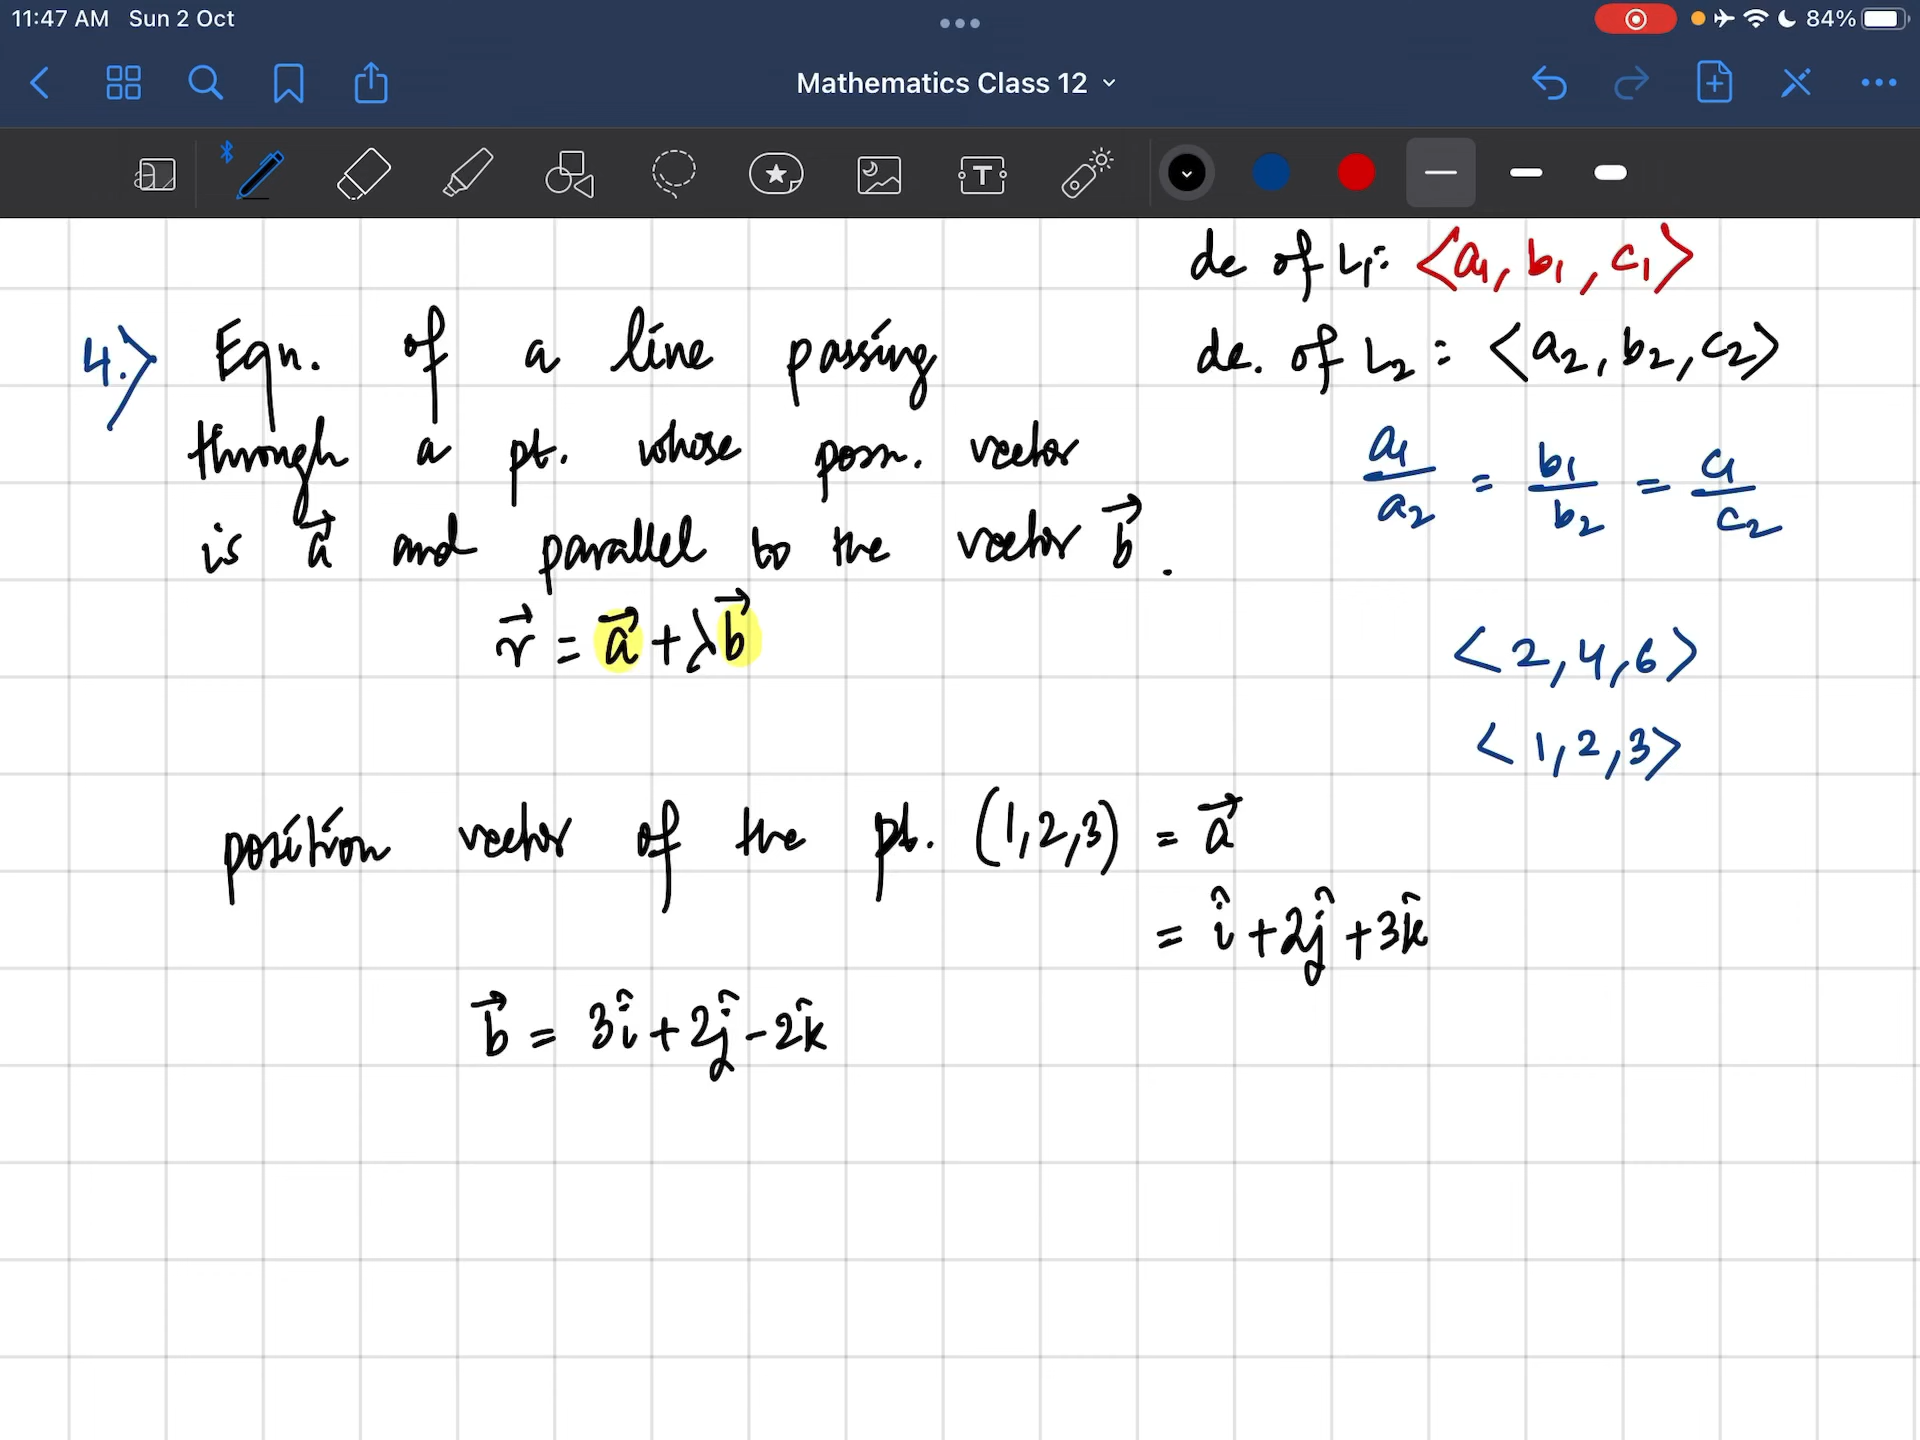 11:47 AM Sun 2 Oct
84%
Mathematics Class 12
dc of L1: <a1, b1, c1>
4.> Eqn. of a line passing
dc. of L2 = <a2, b2, c2>
through a pt. whose posn. vector
a1/a2 = b1/b2 = c1/c2
is a⃗ and parallel to the vector b⃗.
r⃗ = a⃗ + λb⃗
<2,4,6>
<1,2,3>
position vector of the pt. (1,2,3) = a⃗
= î + 2ĵ + 3k̂
b⃗ = 3î + 2ĵ - 2k̂